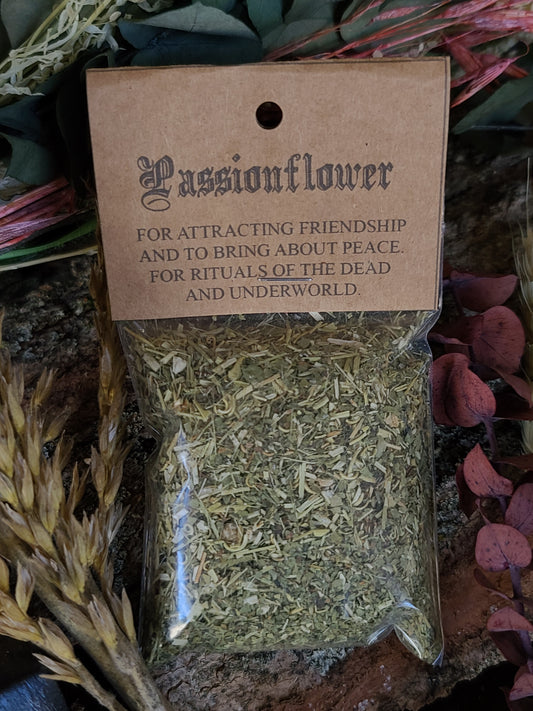 Passionflower
FOR ATTRACTING FRIENDSHIP
AND TO BRING ABOUT PEACE.
FOR RITUALS OF THE DEAD
AND UNDERWORLD.